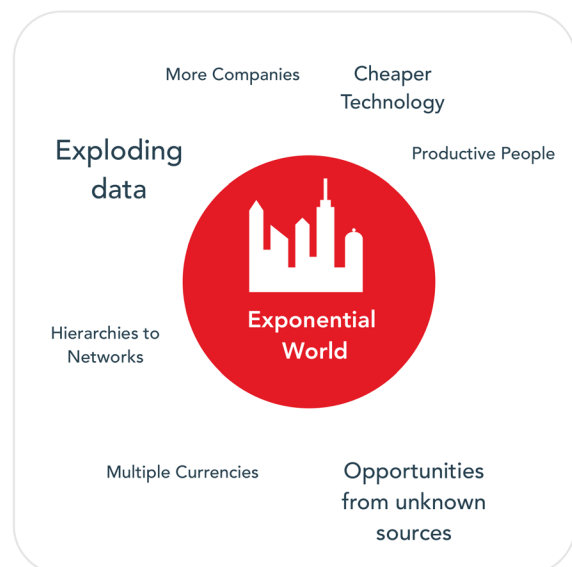 More Companies
Cheaper
Technology
Exploding
data
Productive People
Exponential
World
Hierarchies to
Networks
Multiple Currencies
Opportunities
from unknown
sources